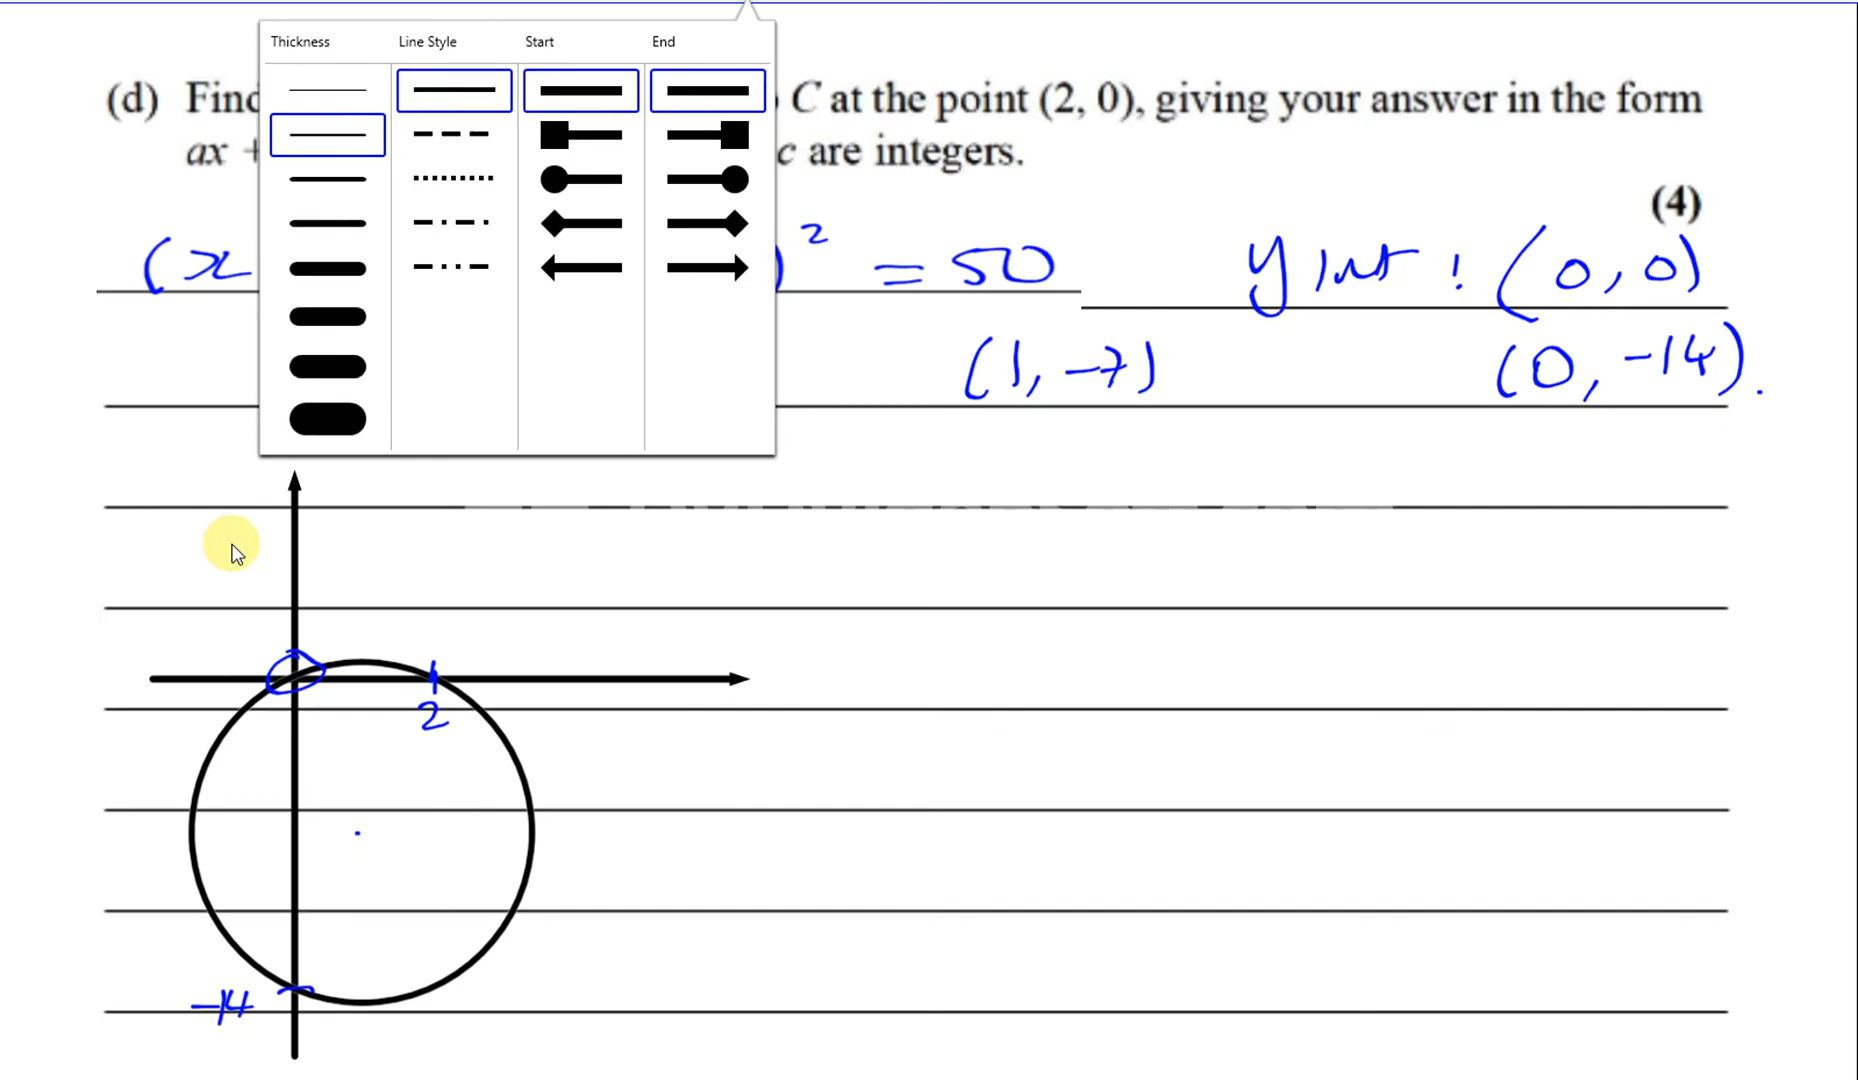 Thickness Line Style Start End
(d) Find C at the point (2, 0), giving your answer in the form
ax + c are integers.
(4)
(x )² = 50 y int : (0, 0)
(1, -7) (0, -14).
2
-14